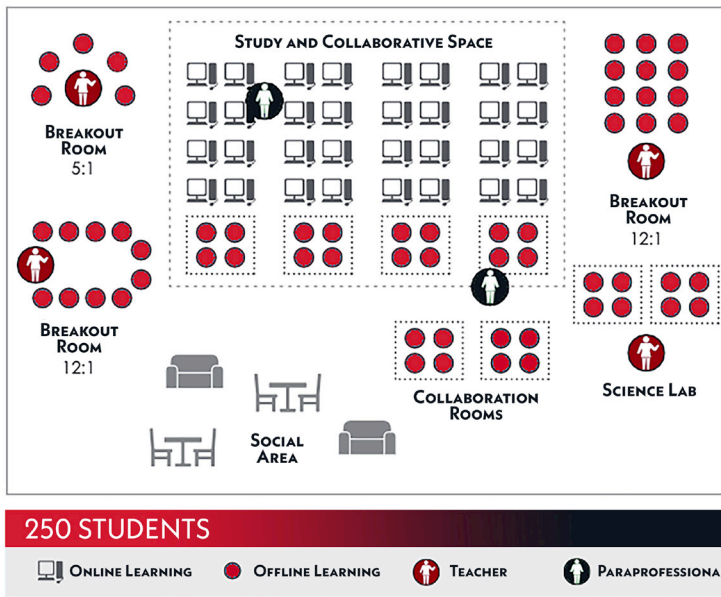 STUDY AND COLLABORATIVE SPACE
BREAKOUT
ROOM
5:1
BREAKOUT
ROOM
12:1
BREAKOUT
ROOM
12:1
SCIENCE LAB
COLLABORATION
ROOMS
SOCIAL
AREA
250 STUDENTS
ONLINE LEARNING
OFFLINE LEARNING
TEACHER
PARAPROFESSIONA